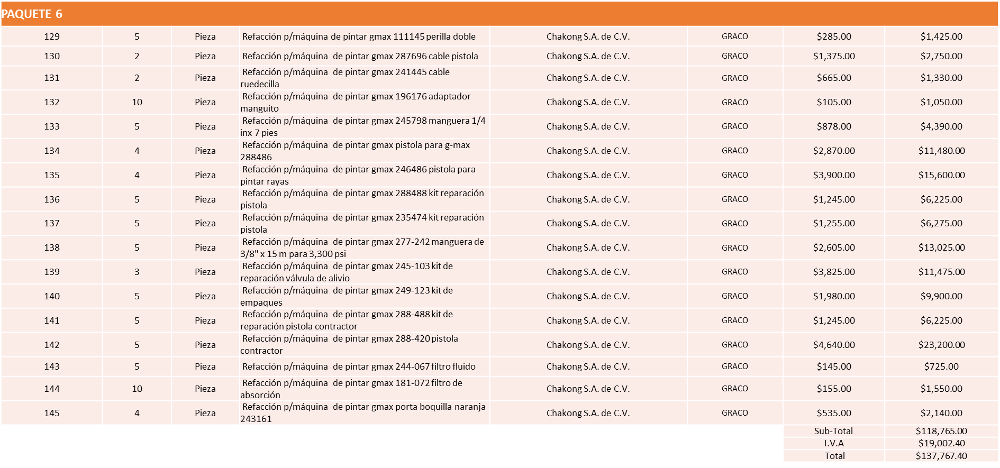 PAQUETE 6
129 5 Pieza Refacción p/máquina de pintar gmax 111145 perilla doble Chakong S.A. de C.V. GRACO $285.00 $1,425.00
130 2 Pieza Refacción p/máquina de pintar gmax 287696 cable pistola Chakong S.A. de C.V. GRACO $1,375.00 $2,750.00
131 2 Pieza Refacción p/máquina de pintar gmax 241445 cable
ruedecilla Chakong S.A. de C.V. GRACO $665.00 $1,330.00
132 10 Pieza Refacción p/máquina de pintar gmax 196176 adaptador
manguito Chakong S.A. de C.V. GRACO $105.00 $1,050.00
133 5 Pieza Refacción p/máquina de pintar gmax 245798 manguera 1/4
inx 7 pies Chakong S.A. de C.V. GRACO $878.00 $4,390.00
134 4 Pieza Refacción p/máquina de pintar gmax pistola para g-max
288486 Chakong S.A. de C.V. GRACO $2,870.00 $11,480.00
135 4 Pieza Refacción p/máquina de pintar gmax 246486 pistola para
pintar rayas Chakong S.A. de C.V. GRACO $3,900.00 $15,600.00
136 5 Pieza Refacción p/máquina de pintar gmax 288488 kit reparación
pistola Chakong S.A. de C.V. GRACO $1,245.00 $6,225.00
137 5 Pieza Refacción p/máquina de pintar gmax 235474 kit reparación
pistola Chakong S.A. de C.V. GRACO $1,255.00 $6,275.00
138 5 Pieza Refacción p/máquina de pintar gmax 277-242 manguera de
3/8" x 15 m para 3,300 psi Chakong S.A. de C.V. GRACO $2,605.00 $13,025.00
139 3 Pieza Refacción p/máquina de pintar gmax 245-103 kit de
reparación válvula de alivio Chakong S.A. de C.V. GRACO $3,825.00 $11,475.00
140 5 Pieza Refacción p/máquina de pintar gmax 249-123 kit de
empaques Chakong S.A. de C.V. GRACO $1,980.00 $9,900.00
141 5 Pieza Refacción p/máquina de pintar gmax 288-488 kit de
reparación pistola contractor Chakong S.A. de C.V. GRACO $1,245.00 $6,225.00
142 5 Pieza Refacción p/máquina de pintar gmax 288-420 pistola
contractor Chakong S.A. de C.V. GRACO $4,640.00 $23,200.00
143 5 Pieza Refacción p/máquina de pintar gmax 244-067 filtro fluido Chakong S.A. de C.V. GRACO $145.00 $725.00
144 10 Pieza Refacción p/máquina de pintar gmax 181-072 filtro de
absorción Chakong S.A. de C.V. GRACO $155.00 $1,550.00
145 4 Pieza Refacción p/máquina de pintar gmax porta boquilla naranja
243161 Chakong S.A. de C.V. GRACO $535.00 $2,140.00
Sub-Total $118,765.00
I.V.A $19,002.40
Total $137,767.40